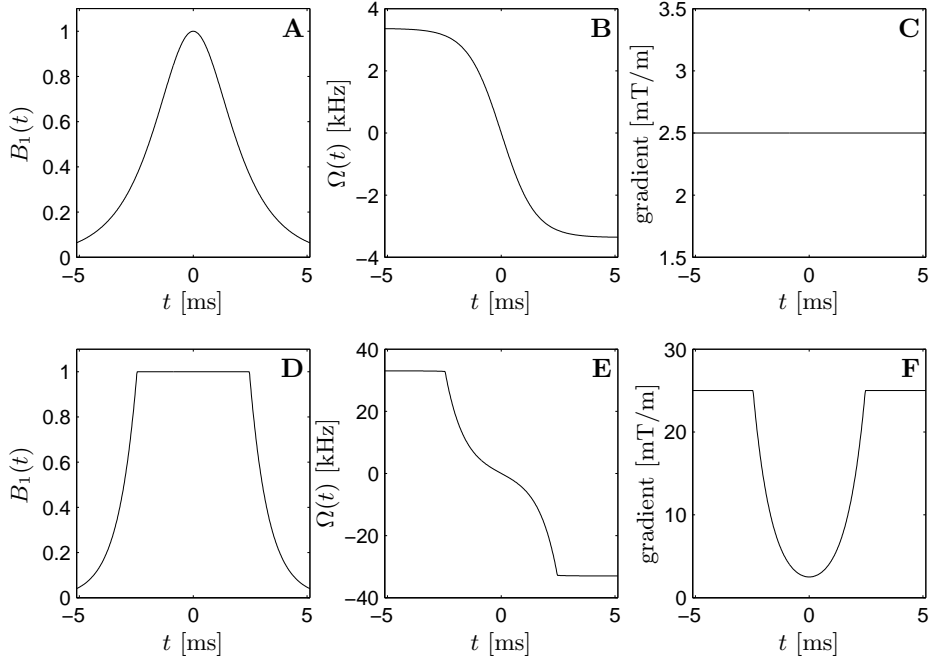 A
B₁(t)
1
0.8
0.6
0.4
0.2
0
−5 0 5
t [ms]
B
Ω(t) [kHz]
4
2
0
−2
−4
−5 0 5
t [ms]
C
gradient [mT/m]
3.5
3
2.5
2
1.5
−5 0 5
t [ms]
D
B₁(t)
1
0.8
0.6
0.4
0.2
0
−5 0 5
t [ms]
E
Ω(t) [kHz]
40
20
0
−20
−40
−5 0 5
t [ms]
F
gradient [mT/m]
30
20
10
0
−5 0 5
t [ms]